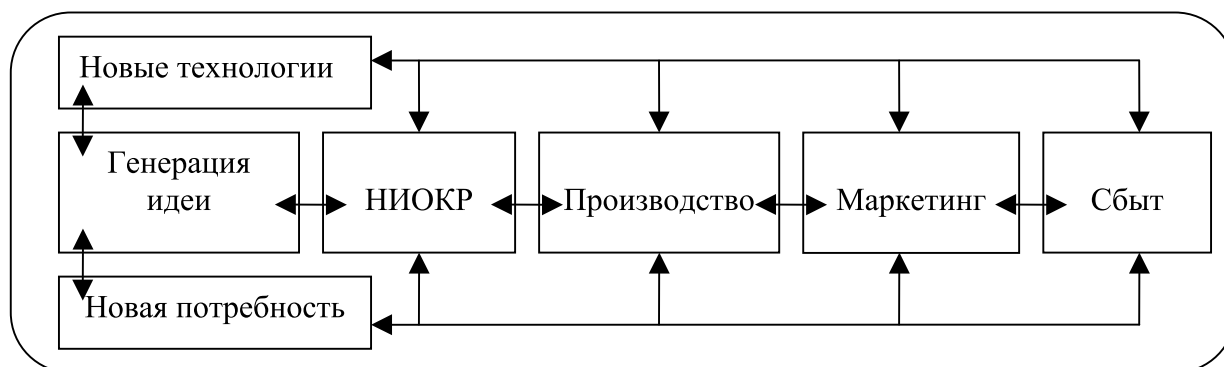 Новые технологии
Генерация
идеи
НИОКР
Производство
Маркетинг
Сбыт
Новая потребность